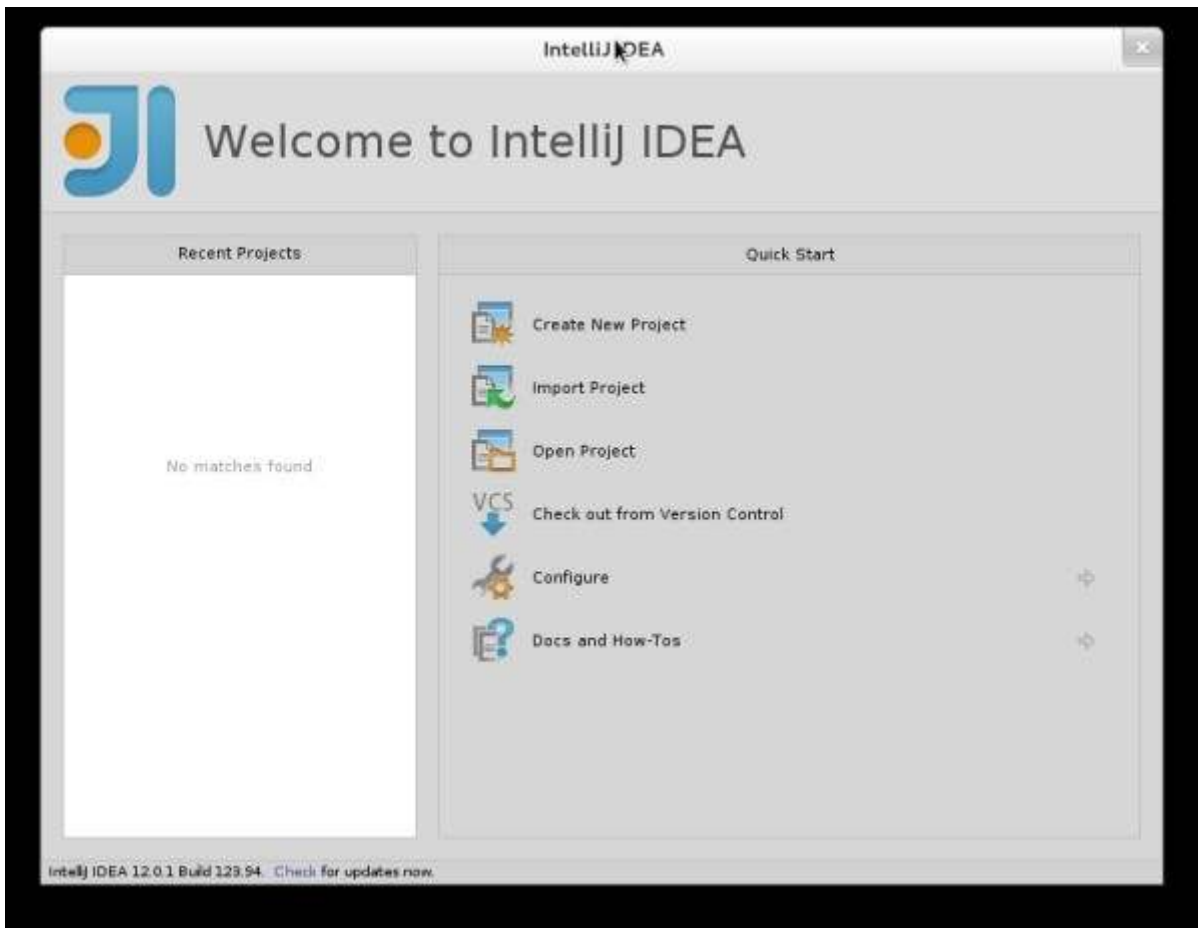 IntelliJ IDEA
Welcome to IntelliJ IDEA
Recent Projects
No matches found
Quick Start
Create New Project
Import Project
Open Project
VCS
Check out from Version Control
Configure
Docs and How-Tos
IntelliJ IDEA 12.0.1 Build 123.94. Check for updates now.